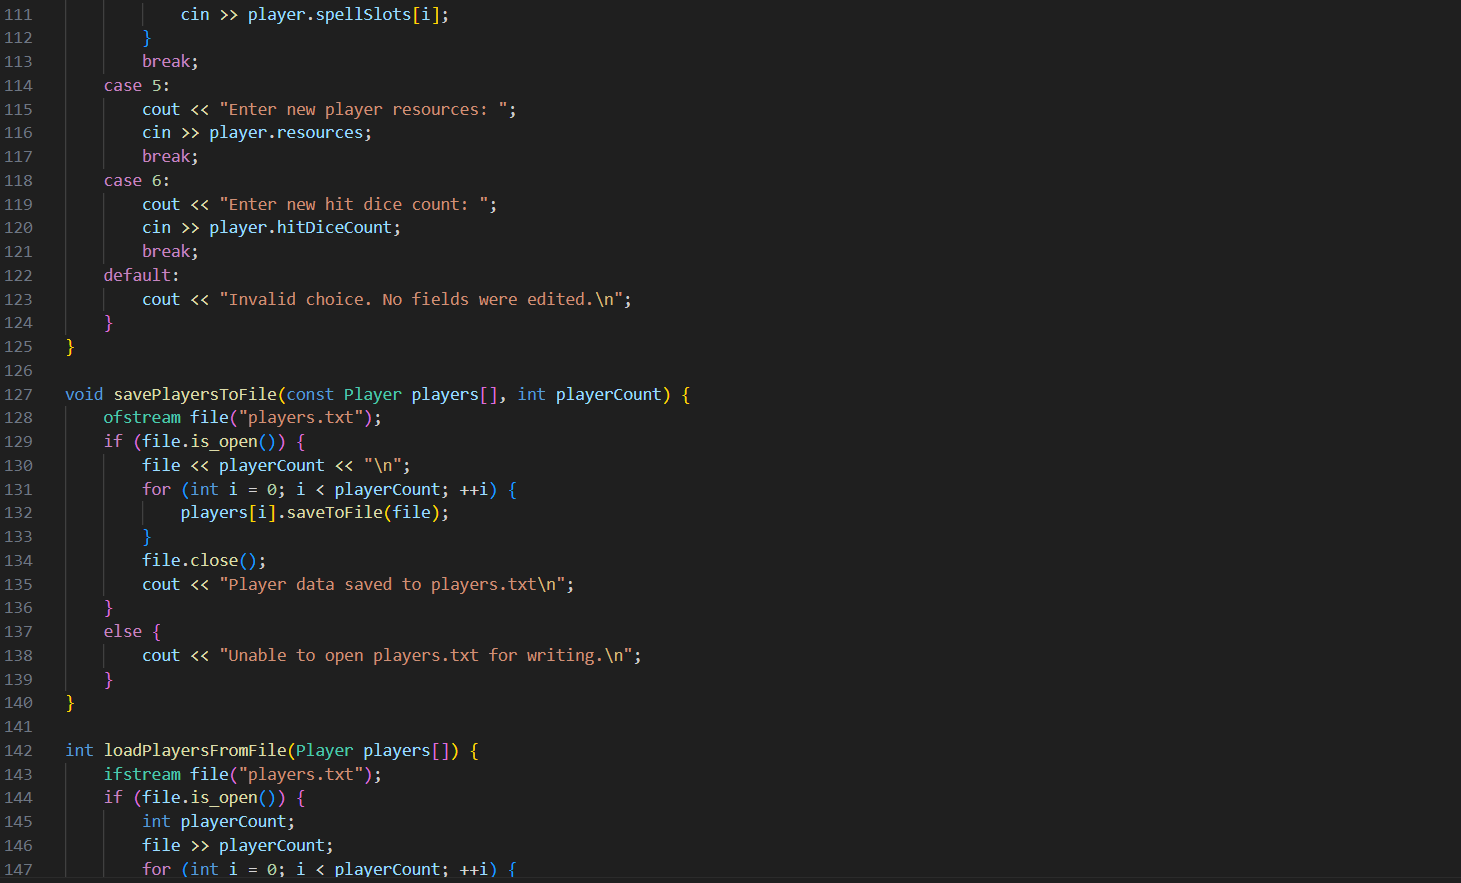 111 cin >> player.spellSlots[i];
112 }
113 break;
114 case 5:
115 cout << "Enter new player resources: ";
116 cin >> player.resources;
117 break;
118 case 6:
119 cout << "Enter new hit dice count: ";
120 cin >> player.hitDiceCount;
121 break;
122 default:
123 cout << "Invalid choice. No fields were edited.\n";
124 }
125 }
126
127 void savePlayersToFile(const Player players[], int playerCount) {
128 ofstream file("players.txt");
129 if (file.is_open()) {
130 file << playerCount << "\n";
131 for (int i = 0; i < playerCount; ++i) {
132 players[i].saveToFile(file);
133 }
134 file.close();
135 cout << "Player data saved to players.txt\n";
136 }
137 else {
138 cout << "Unable to open players.txt for writing.\n";
139 }
140 }
141
142 int loadPlayersFromFile(Player players[]) {
143 ifstream file("players.txt");
144 if (file.is_open()) {
145 int playerCount;
146 file >> playerCount;
147 for (int i = 0; i < playerCount; ++i) {